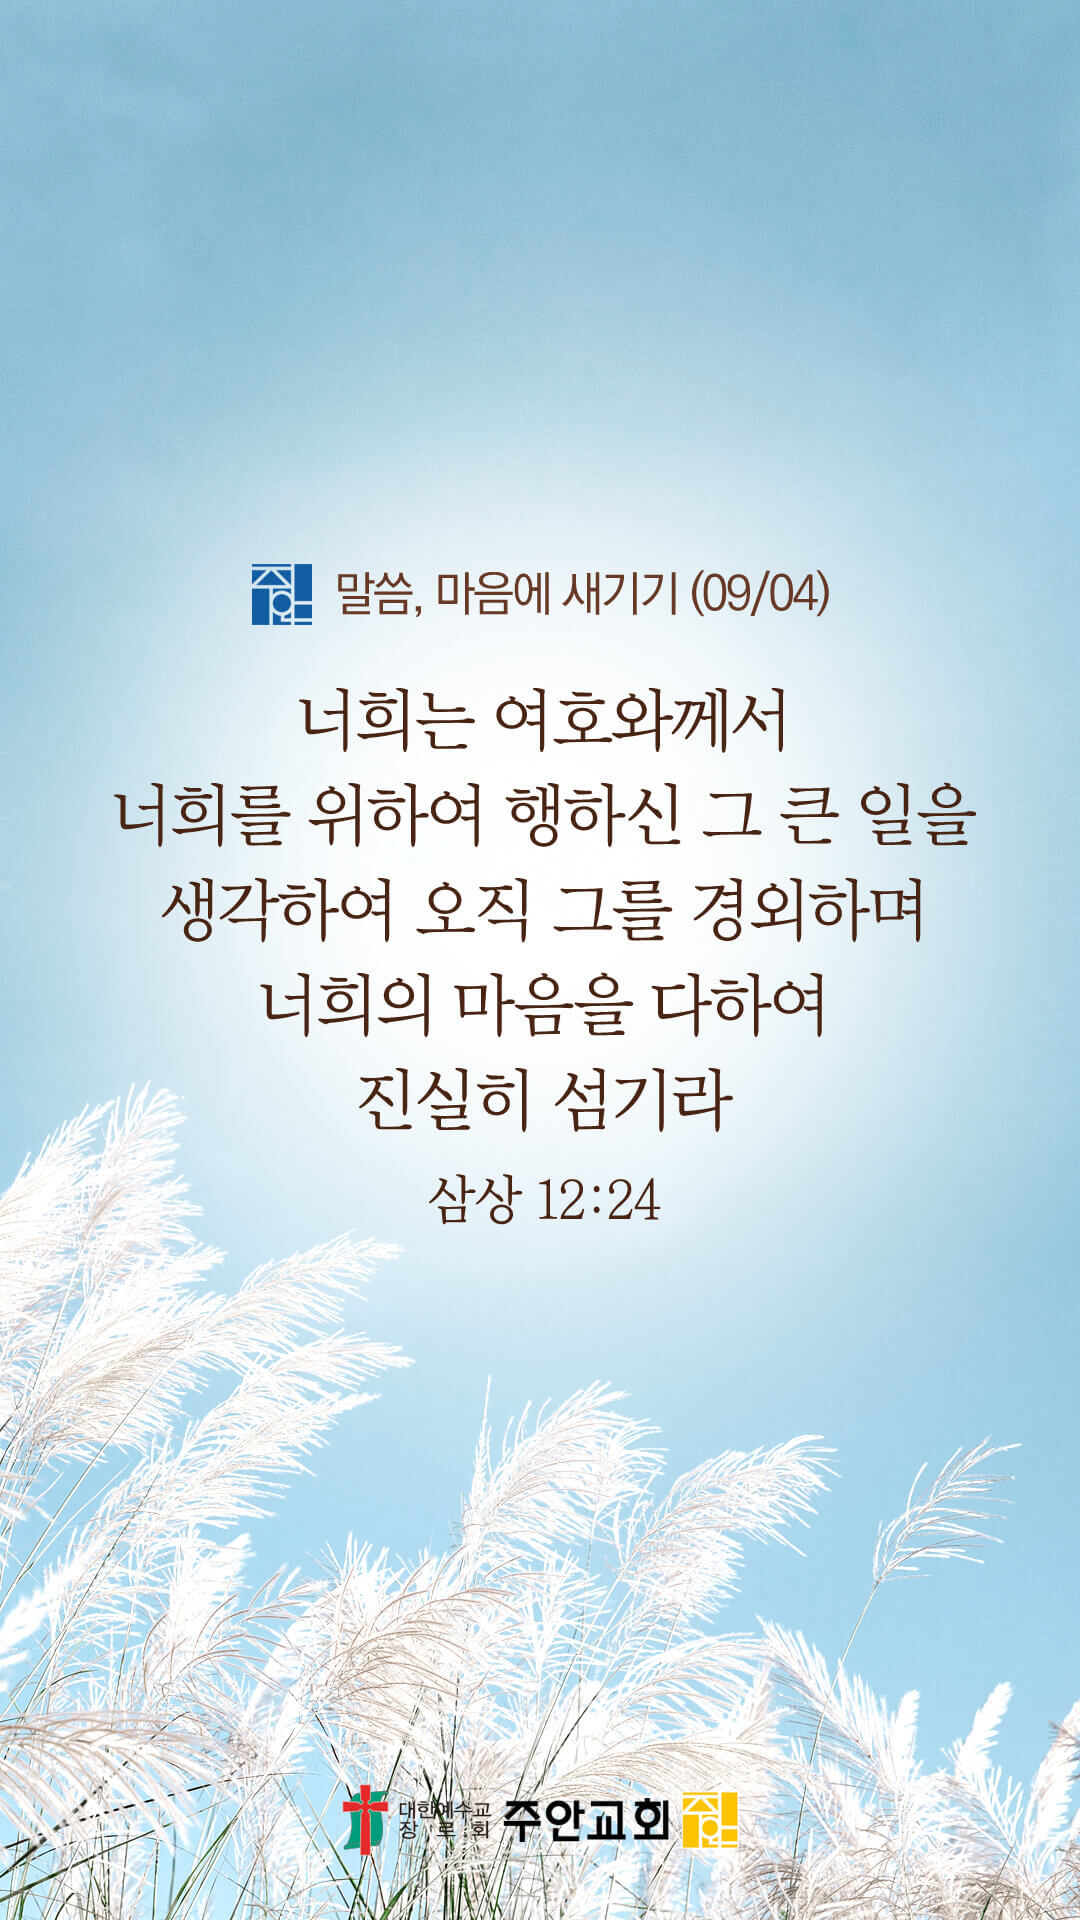 말씀, 마음에 새기기 (09/04)
너희는 여호와께서
너희를 위하여 행하신 그 큰 일을
생각하여 오직 그를 경외하며
너희의 마음을 다하여
진실히 섬기라
삼상 12:24
대한예수교
장로회
주안교회